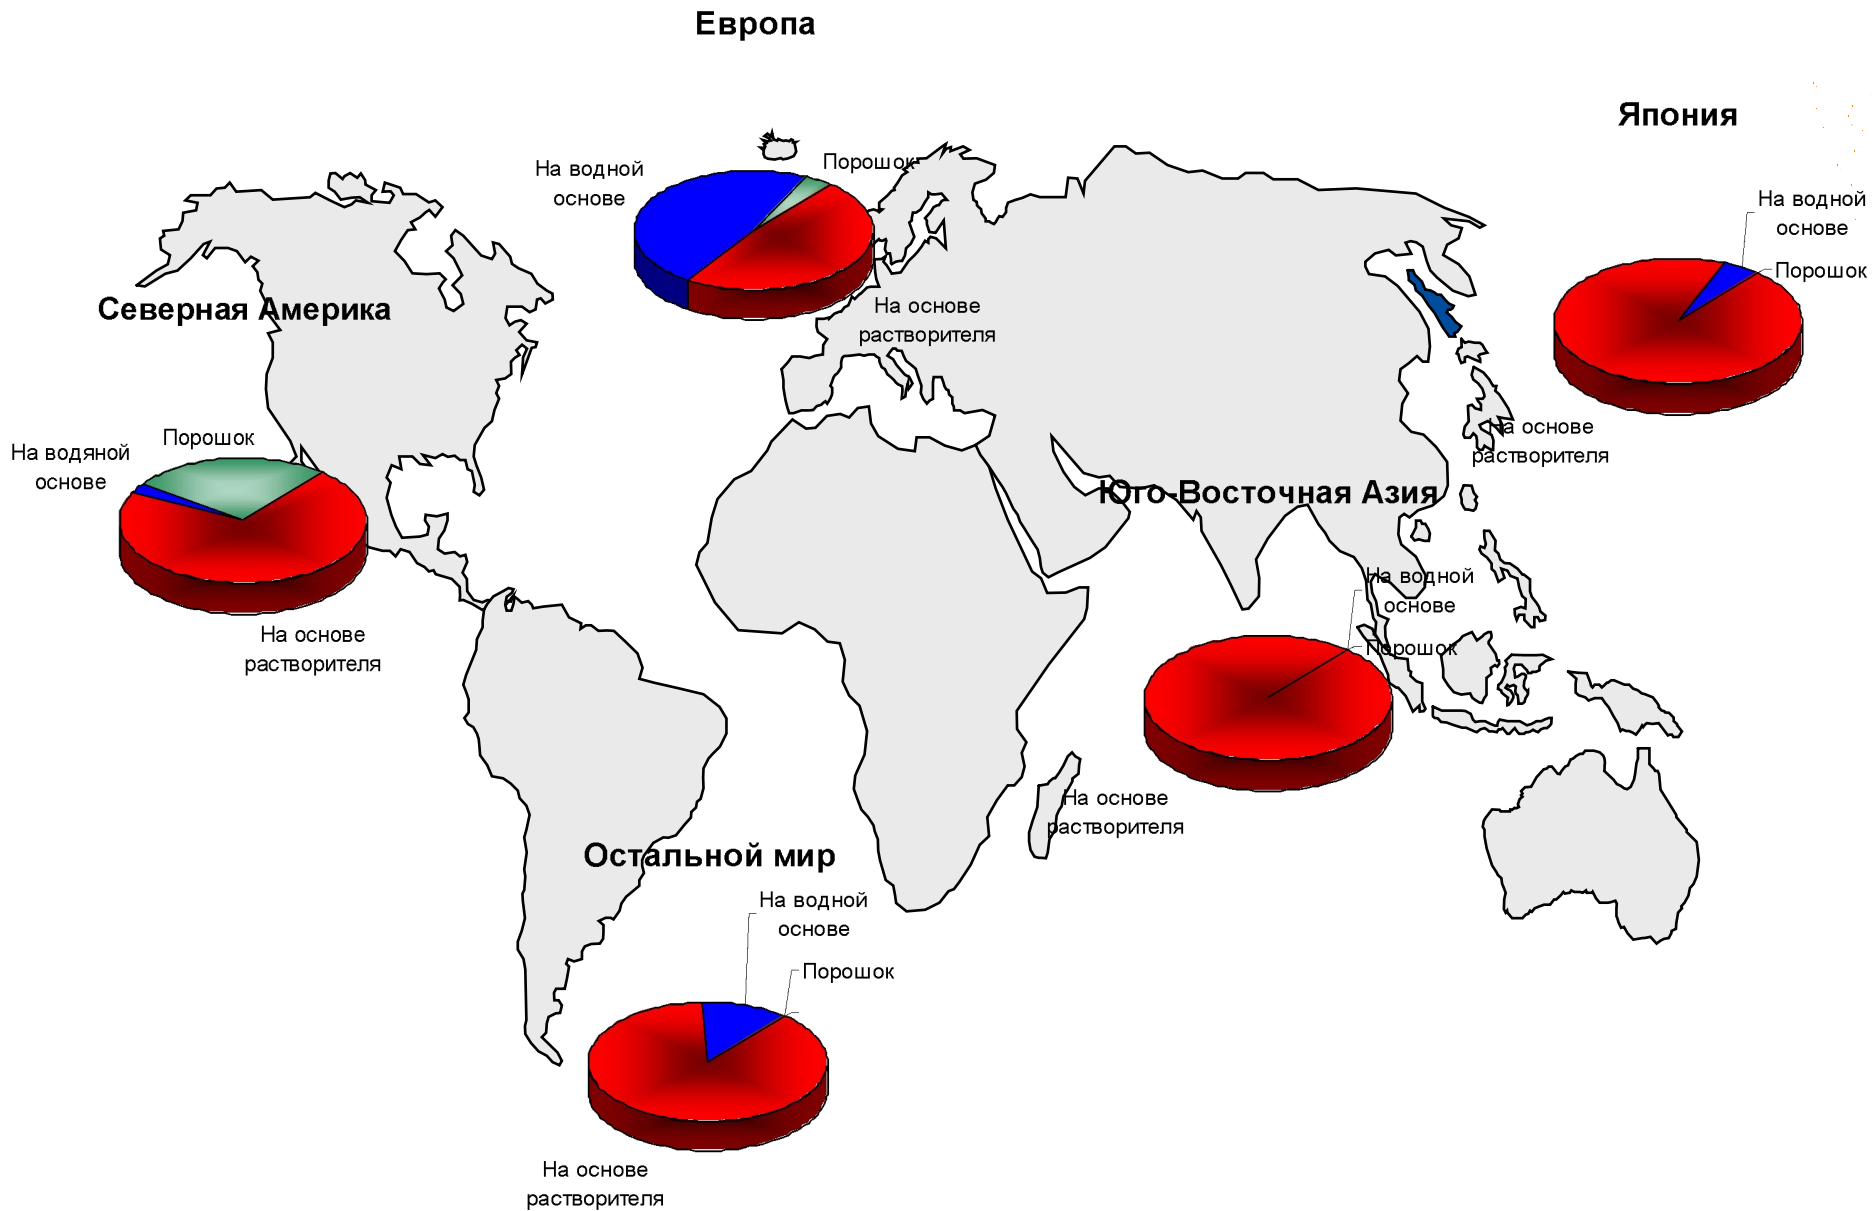 Европа
На водной
основе
Порошок
На основе
растворителя
Япония
На водной
основе
Порошок
На основе
растворителя
Северная Америка
На водяной
основе
Порошок
На основе
растворителя
Юго-Восточная Азия
На водной
основе
Порошок
На основе
растворителя
Остальной мир
На водной
основе
Порошок
На основе
растворителя